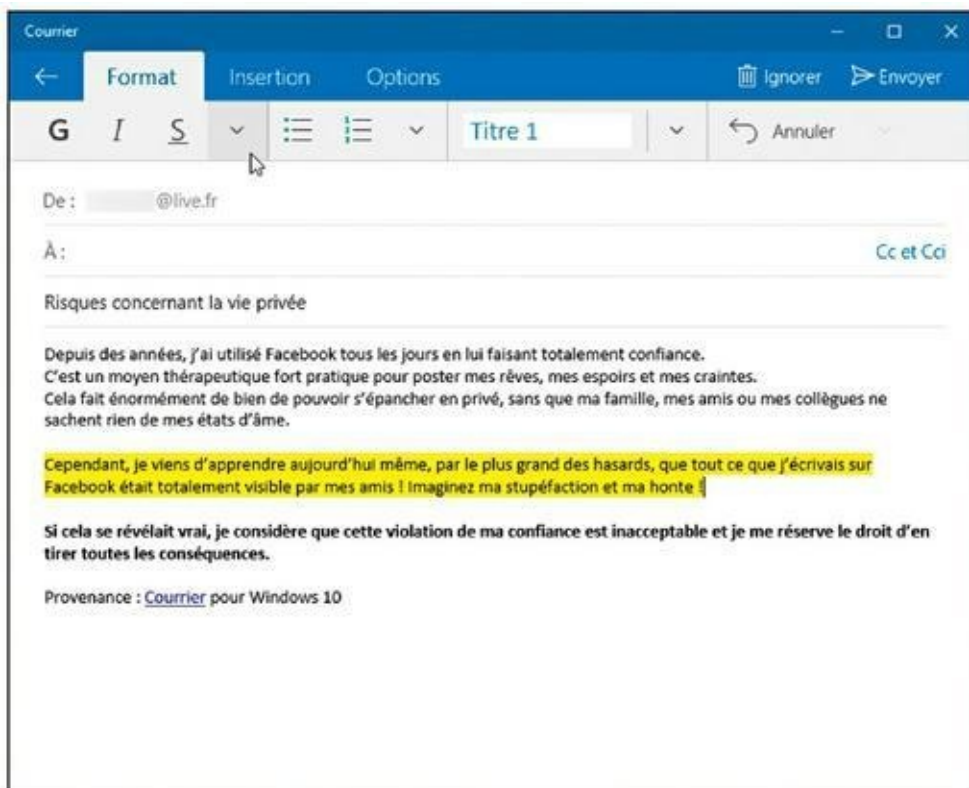 Courrier
Format Insertion Options Ignorer Envoyer
G I S Titre 1 Annuler
De : @live.fr
À : Cc et Cci
Risques concernant la vie privée
Depuis des années, j’ai utilisé Facebook tous les jours en lui faisant totalement confiance.
C’est un moyen thérapeutique fort pratique pour poster mes rêves, mes espoirs et mes craintes.
Cela fait énormément de bien de pouvoir s’épancher en privé, sans que ma famille, mes amis ou mes collègues ne
sachent rien de mes états d’âme.
Cependant, je viens d’apprendre aujourd’hui même, par le plus grand des hasards, que tout ce que j’écrivais sur
Facebook était totalement visible par mes amis ! Imaginez ma stupéfaction et ma honte !
Si cela se révélait vrai, je considère que cette violation de ma confiance est inacceptable et je me réserve le droit d’en
tirer toutes les conséquences.
Provenance : Courrier pour Windows 10